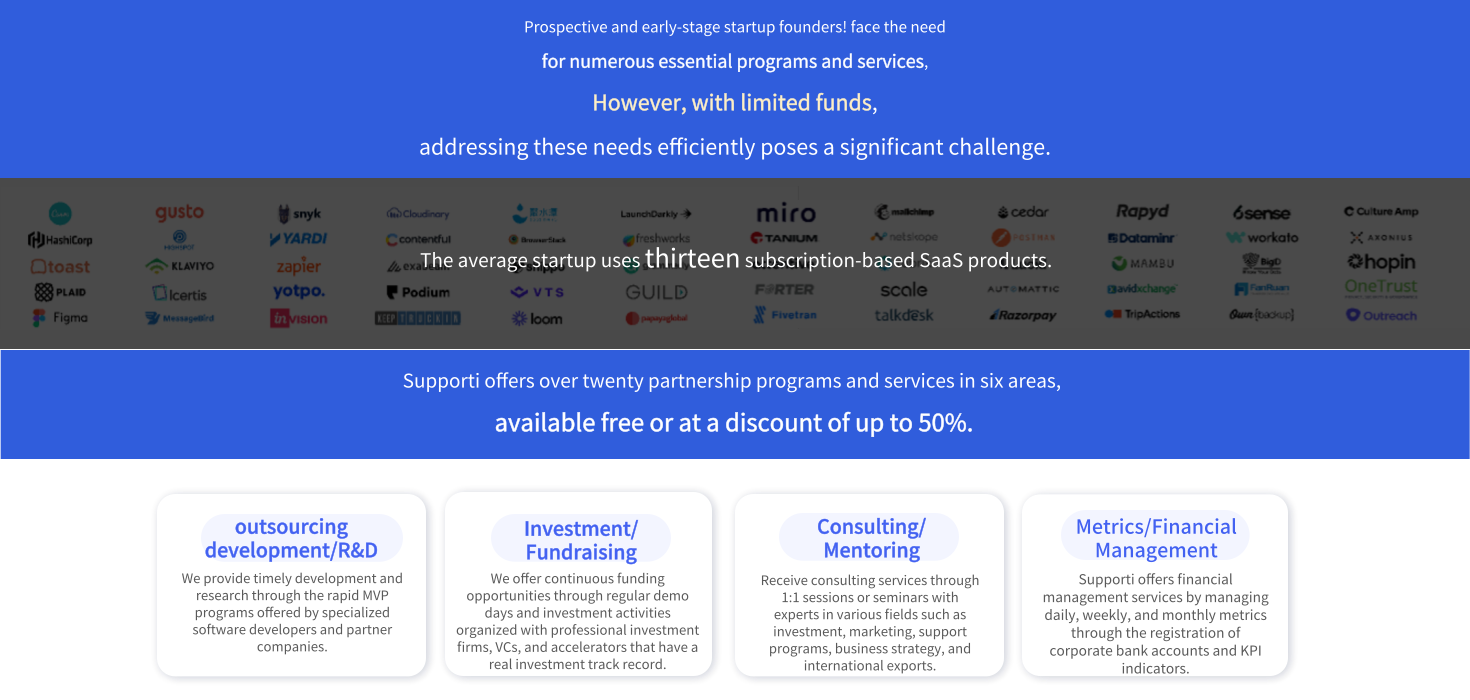 Prospective and early-stage startup founders! face the need
for numerous essential programs and services,
However, with limited funds,
addressing these needs efficiently poses a significant challenge.
Canva gusto snyk Cloudinary LaunchDarkly miro mailchimp cedar Rapyd 6sense Culture Amp
HashiCorp HIGHSPOT YARDI contentful BrowserStack freshworks TANIUM netskope POSTMAN Dataminr workato AXONIUS
toast KLAVIYO zapier exabeam MAMBU BigID hopin
The average startup uses thirteen subscription-based SaaS products.
PLAID Icertis yotpo. Podium VTS GUILD FORTER scale AUTOMATTIC avidxchange OneTrust
Figma MessageBird invision KEEPTRUCKIN loom papayaglobal Fivetran talkdesk Razorpay TripActions Own {backup} Outreach
Supporti offers over twenty partnership programs and services in six areas,
available free or at a discount of up to 50%.
outsourcing
development/R&D
We provide timely development and
research through the rapid MVP
programs offered by specialized
software developers and partner
companies.
Investment/
Fundraising
We offer continuous funding
opportunities through regular demo
days and investment activities
organized with professional investment
firms, VCs, and accelerators that have a
real investment track record.
Consulting/
Mentoring
Receive consulting services through
1:1 sessions or seminars with
experts in various fields such as
investment, marketing, support
programs, business strategy, and
international exports.
Metrics/Financial
Management
Supporti offers financial
management services by managing
daily, weekly, and monthly metrics
through the registration of
corporate bank accounts and KPI
indicators.